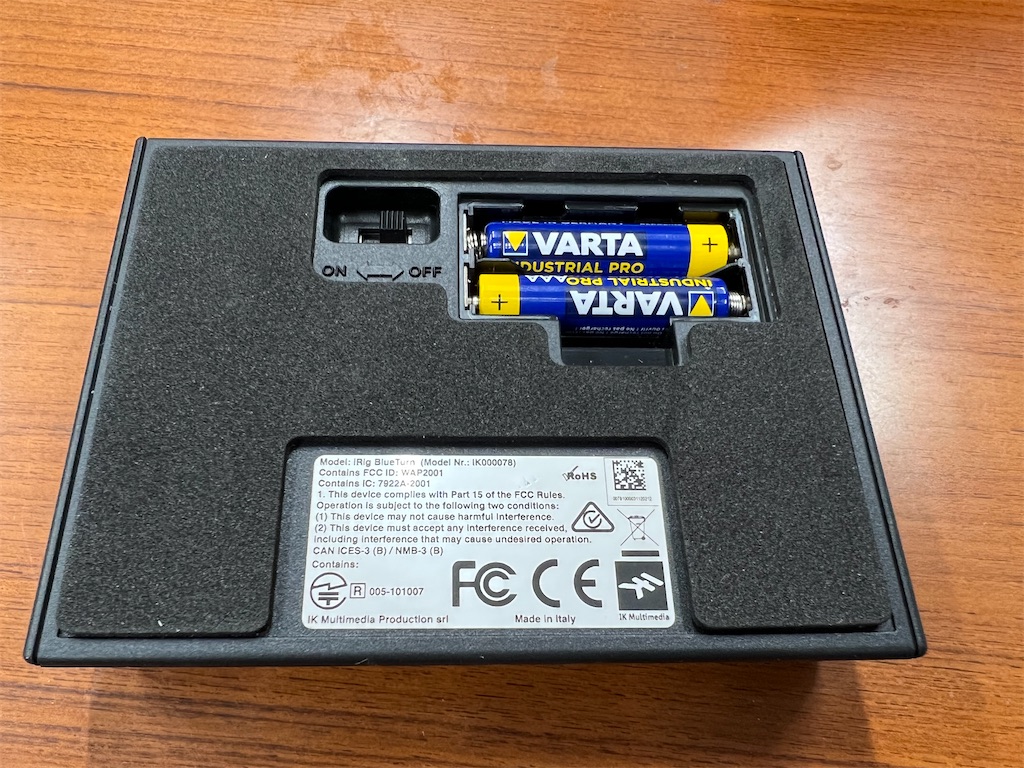 MADE IN GERMANY
VARTA
INDUSTRIAL PRO
+
ON OFF
INDUSTRIAL PRO AAA
+ VARTA
Model: iRig BlueTurn (Model Nr.: IK000078)
Contains FCC ID: WAP2001
Contains IC: 7922A-2001
1. This device complies with Part 15 of the FCC Rules.
Operation is subject to the following two conditions:
(1) This device may not cause harmful interference.
(2) This device must accept any interference received,
including interference that may cause undesired operation.
CAN ICES-3 (B) / NMB-3 (B)
Contains:
R 005-101007
RoHS
FC CE
IK Multimedia Production srl
Made in Italy
IK Multimedia